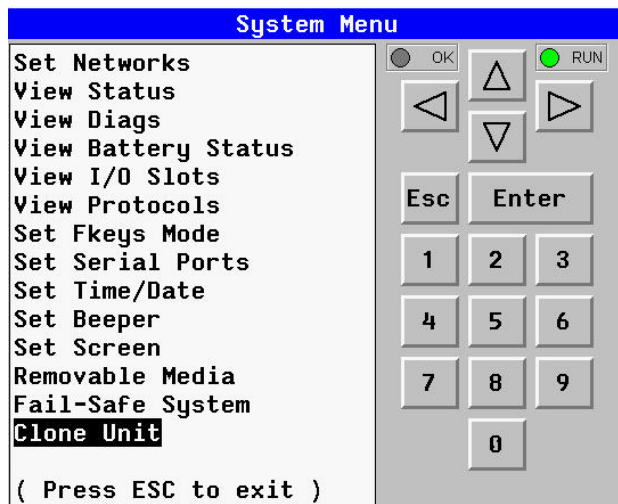 System Menu
Set Networks
View Status
View Diags
View Battery Status
View I/O Slots
View Protocols
Set Fkeys Mode
Set Serial Ports
Set Time/Date
Set Beeper
Set Screen
Removable Media
Fail-Safe System
Clone Unit
( Press ESC to exit )
OK
RUN
Esc
Enter
1 2 3
4 5 6
7 8 9
0